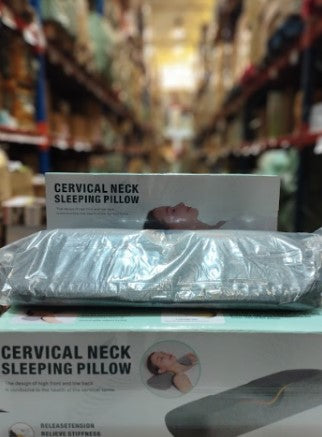 CERVICAL NECK
SLEEPING PILLOW
CERVICAL NECK
SLEEPING PILLOW
The design of high front and low back
is conducive to the health of the cervical spine
RELEASETENSION
RELIEVE STIFFNESS